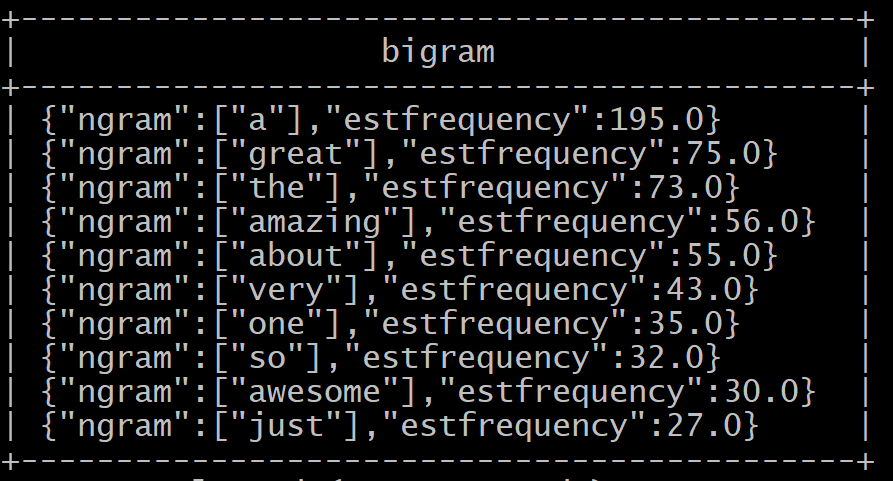 +--------------------------------------------+
| bigram |
+--------------------------------------------+
| {"ngram":["a"],"estfrequency":195.0} |
| {"ngram":["great"],"estfrequency":75.0} |
| {"ngram":["the"],"estfrequency":73.0} |
| {"ngram":["amazing"],"estfrequency":56.0} |
| {"ngram":["about"],"estfrequency":55.0} |
| {"ngram":["very"],"estfrequency":43.0} |
| {"ngram":["one"],"estfrequency":35.0} |
| {"ngram":["so"],"estfrequency":32.0} |
| {"ngram":["awesome"],"estfrequency":30.0} |
| {"ngram":["just"],"estfrequency":27.0} |
+--------------------------------------------+